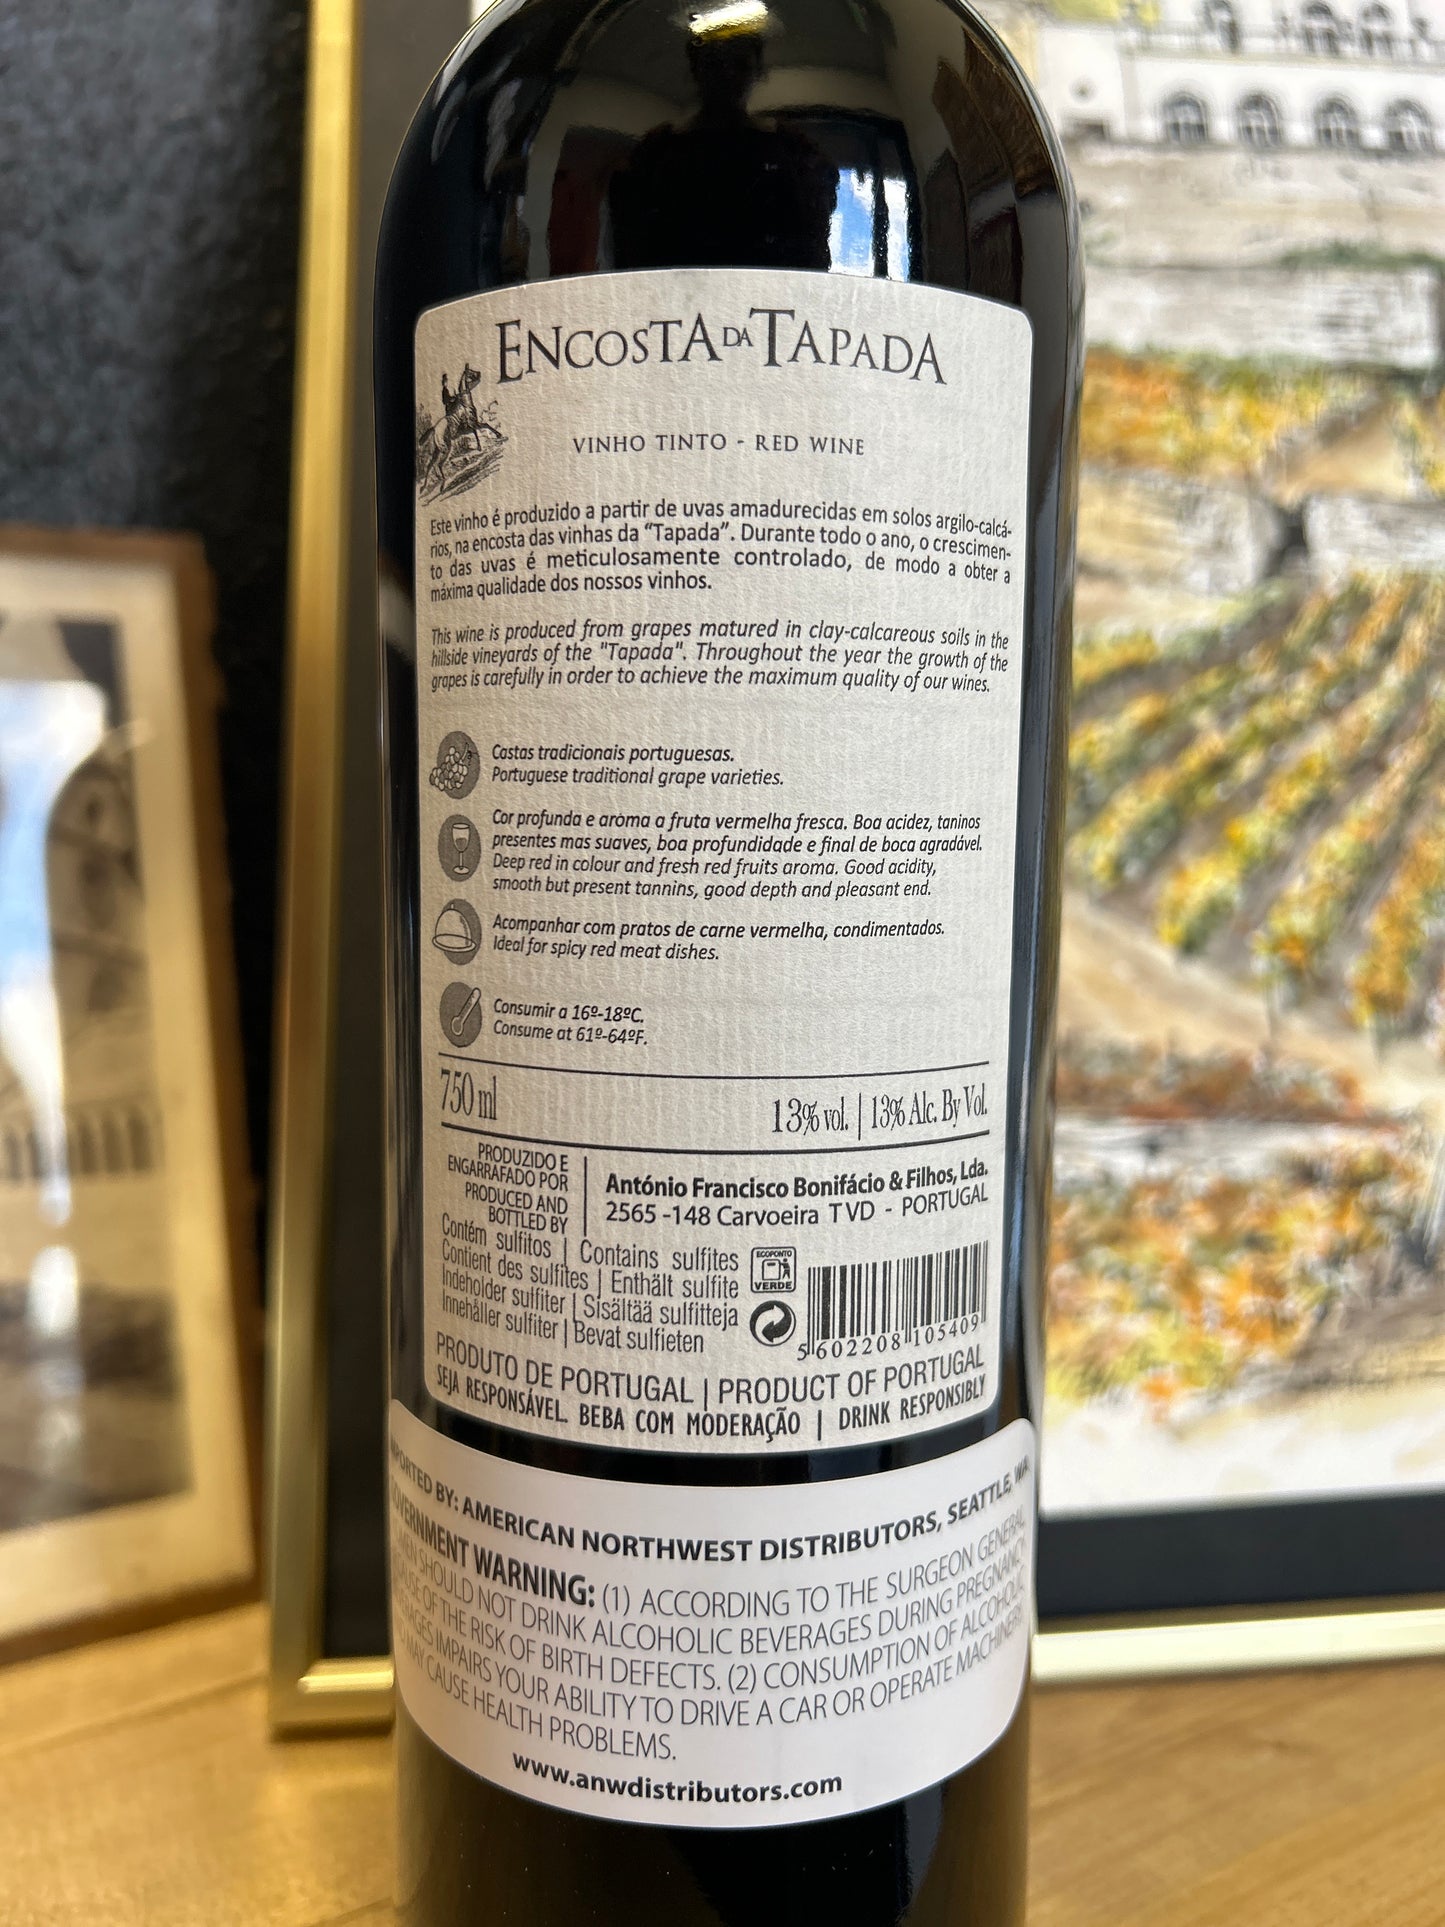 ENCOSTA DA TAPADA
VINHO TINTO - RED WINE
Este vinho é produzido a partir de uvas amadurecidas em solos argilo-calcá-
rios, na encosta das vinhas da “Tapada”. Durante todo o ano, o crescimen-
to das uvas é meticulosamente controlado, de modo a obter a
máxima qualidade dos nossos vinhos.
This wine is produced from grapes matured in clay-calcareous soils in the
hillside vineyards of the "Tapada". Throughout the year the growth of the
grapes is carefully in order to achieve the maximum quality of our wines.
Castas tradicionais portuguesas.
Portuguese traditional grape varieties.
Cor profunda e aroma a fruta vermelha fresca. Boa acidez, taninos
presentes mas suaves, boa profundidade e final de boca agradável.
Deep red in colour and fresh red fruits aroma. Good acidity,
smooth but present tannins, good depth and pleasant end.
Acompanhar com pratos de carne vermelha, condimentados.
Ideal for spicy red meat dishes.
Consumir a 16º-18ºC.
Consume at 61º-64ºF.
750 ml 13% vol. | 13% Alc. By Vol.
PRODUZIDO E
ENGARRAFADO POR
PRODUCED AND
BOTTLED BY
António Francisco Bonifácio & Filhos, Lda.
2565 -148 Carvoeira TVD - PORTUGAL
Contém sulfitos | Contains sulfites
Contient des sulfites | Enthält sulfite
Indeholder sulfiter | Sisältää sulfitteja
Innehåller sulfiter | Bevat sulfieten
ECOPONTO
VERDE
5602208105409
PRODUTO DE PORTUGAL | PRODUCT OF PORTUGAL
SEJA RESPONSÁVEL. BEBA COM MODERAÇÃO | DRINK RESPONSIBLY
BY: AMERICAN NORTHWEST DISTRIBUTORS, SEATTLE, WA.
WARNING: (1) ACCORDING TO THE SURGEON GENERAL
SHOULD NOT DRINK ALCOHOLIC BEVERAGES DURING PREGNANCY
OF THE RISK OF BIRTH DEFECTS. (2) CONSUMPTION OF ALCOHOLIC
IMPAIRS YOUR ABILITY TO DRIVE A CAR OR OPERATE MACHINERY
MAY CAUSE HEALTH PROBLEMS.
www.anwdistributors.com